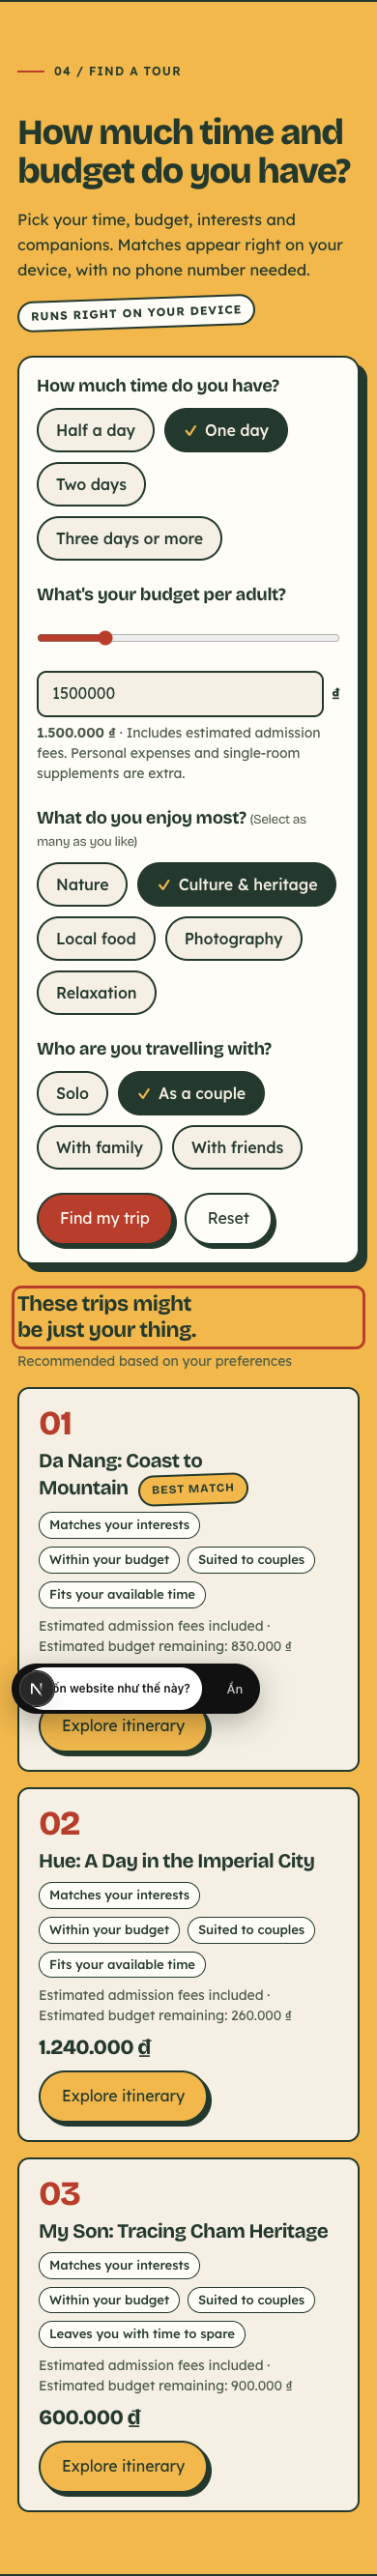 04 / FIND A TOUR
How much time and
budget do you have?
Pick your time, budget, interests and
companions. Matches appear right on your
device, with no phone number needed.
RUNS RIGHT ON YOUR DEVICE
How much time do you have?
Half a day
✓ One day
Two days
Three days or more
What's your budget per adult?
1500000
đ
1.500.000 đ · Includes estimated admission
fees. Personal expenses and single-room
supplements are extra.
What do you enjoy most? (Select as
many as you like)
Nature
✓ Culture & heritage
Local food
Photography
Relaxation
Who are you travelling with?
Solo
✓ As a couple
With family
With friends
Find my trip
Reset
These trips might
be just your thing.
Recommended based on your preferences
01
Da Nang: Coast to
Mountain BEST MATCH
Matches your interests
Within your budget
Suited to couples
Fits your available time
Estimated admission fees included ·
Estimated budget remaining: 830.000 đ
N
website như thế này?
Ẩn
Explore itinerary
02
Hue: A Day in the Imperial City
Matches your interests
Within your budget
Suited to couples
Fits your available time
Estimated admission fees included ·
Estimated budget remaining: 260.000 đ
1.240.000 đ
Explore itinerary
03
My Son: Tracing Cham Heritage
Matches your interests
Within your budget
Suited to couples
Leaves you with time to spare
Estimated admission fees included ·
Estimated budget remaining: 900.000 đ
600.000 đ
Explore itinerary